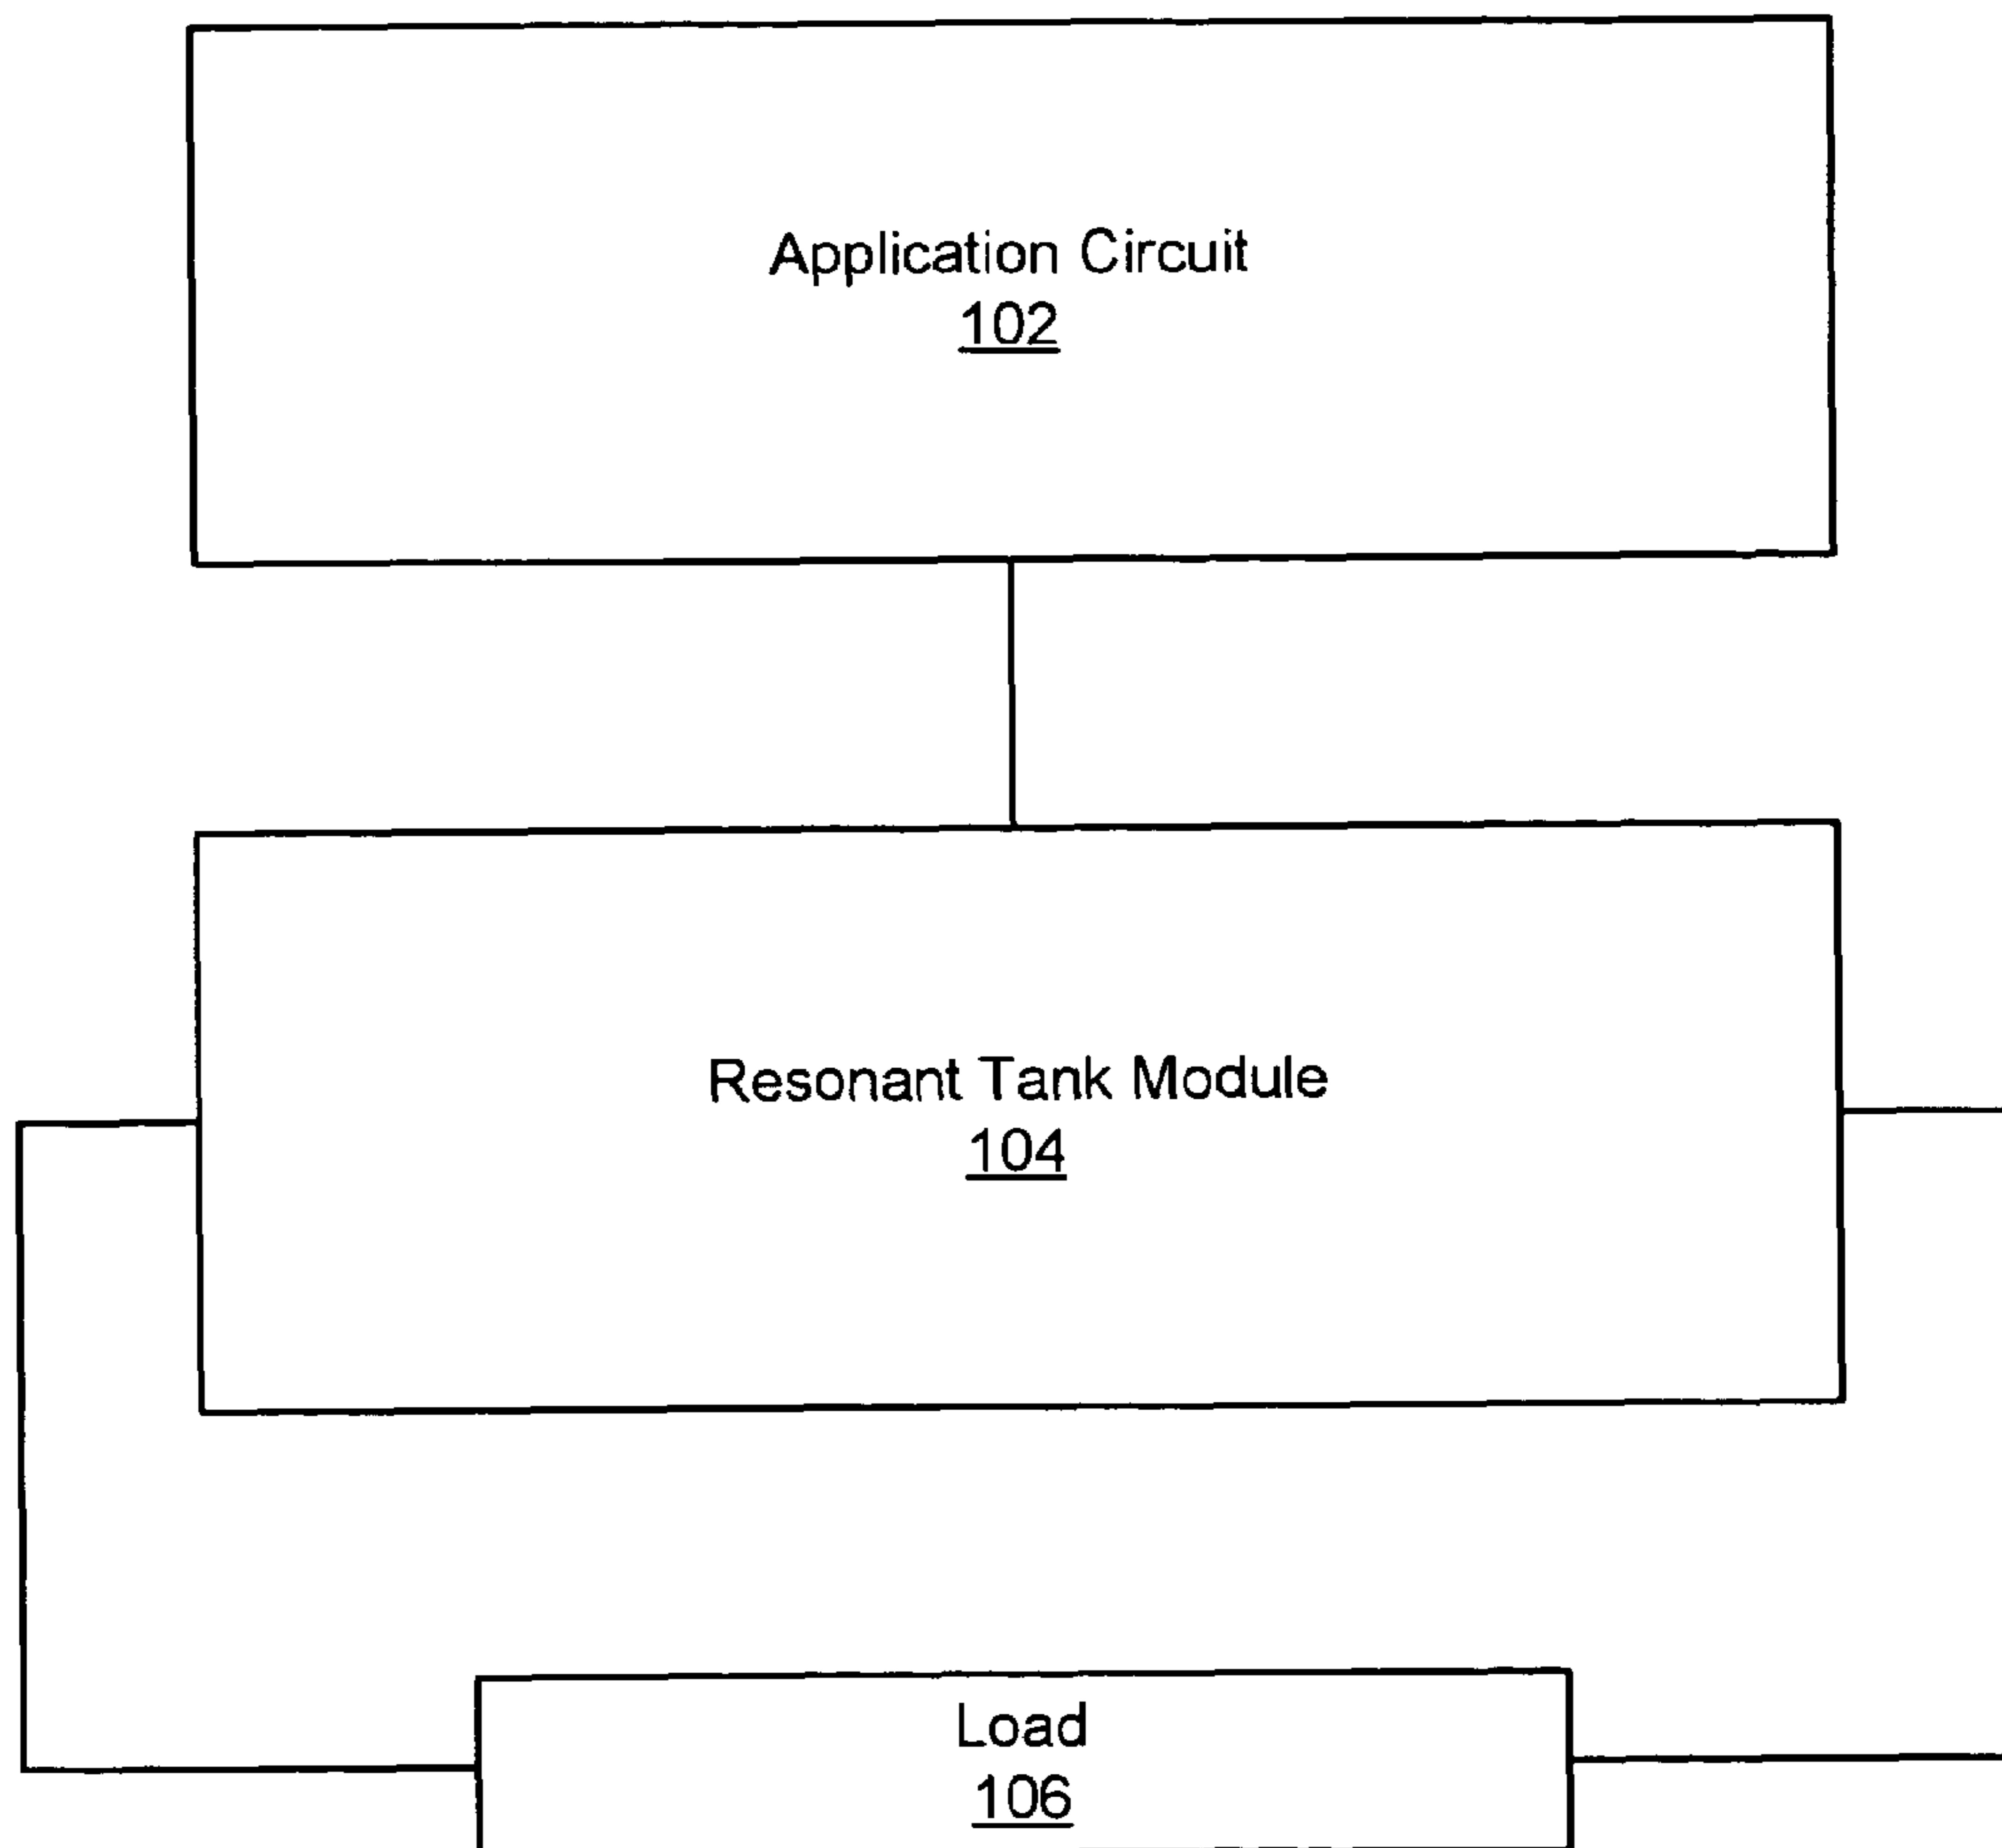 Application Circuit
102
Resonant Tank Module
104
Load
106